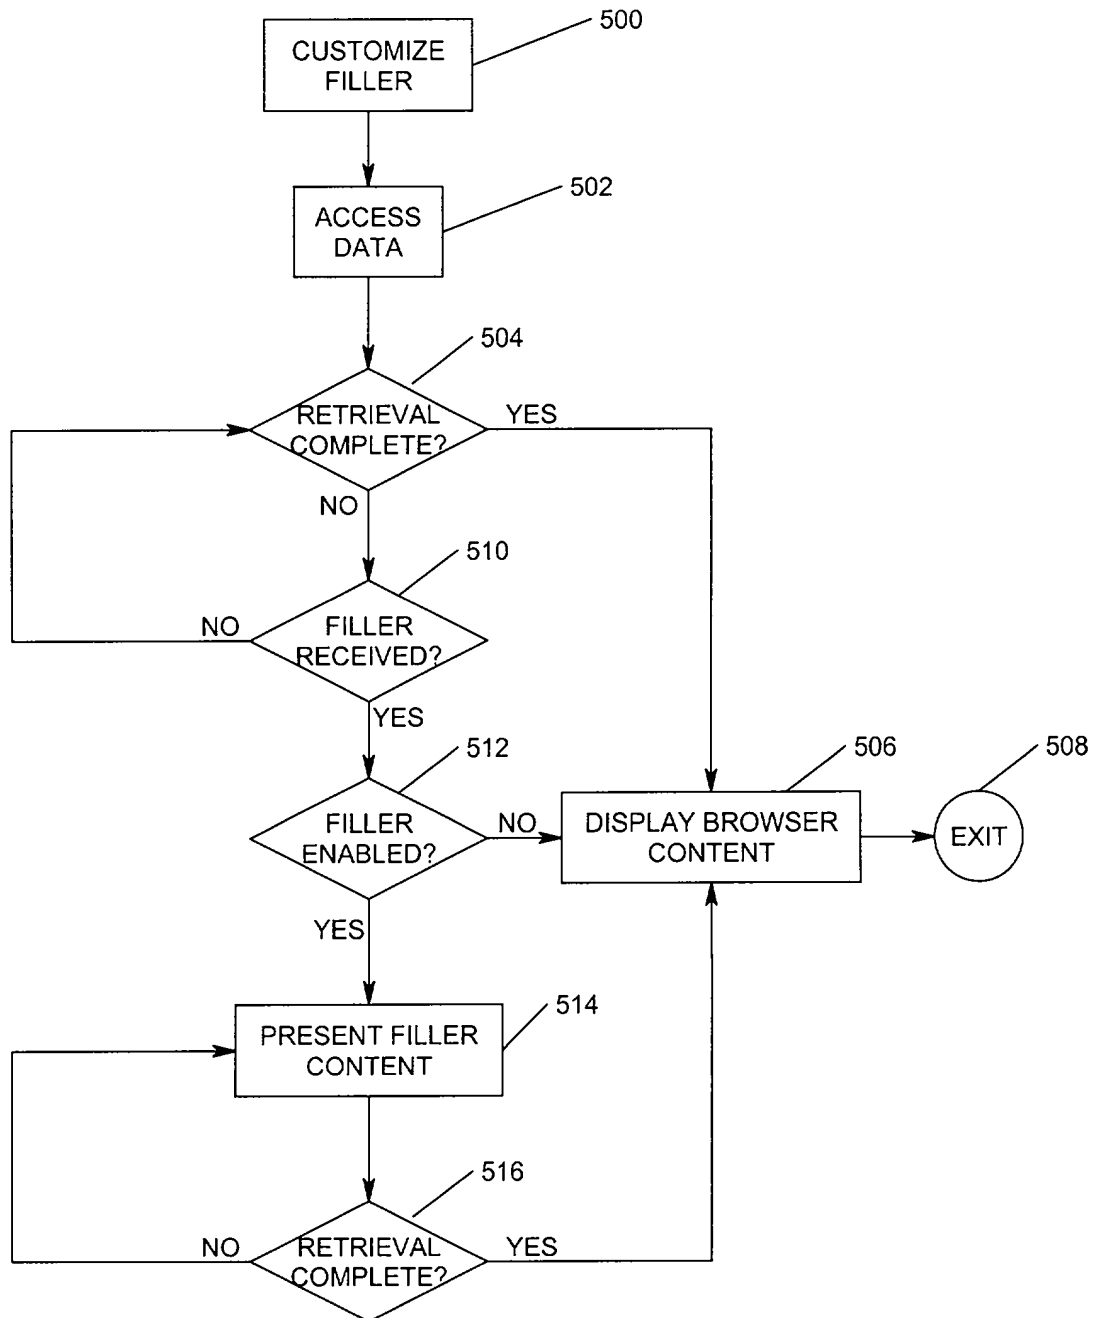 500
CUSTOMIZE
FILLER
502
ACCESS
DATA
504
RETRIEVAL
COMPLETE?
YES
NO
510
FILLER
RECEIVED?
NO
YES
512
FILLER
ENABLED?
NO
506
DISPLAY BROWSER
CONTENT
508
EXIT
YES
514
PRESENT FILLER
CONTENT
516
RETRIEVAL
COMPLETE?
NO
YES